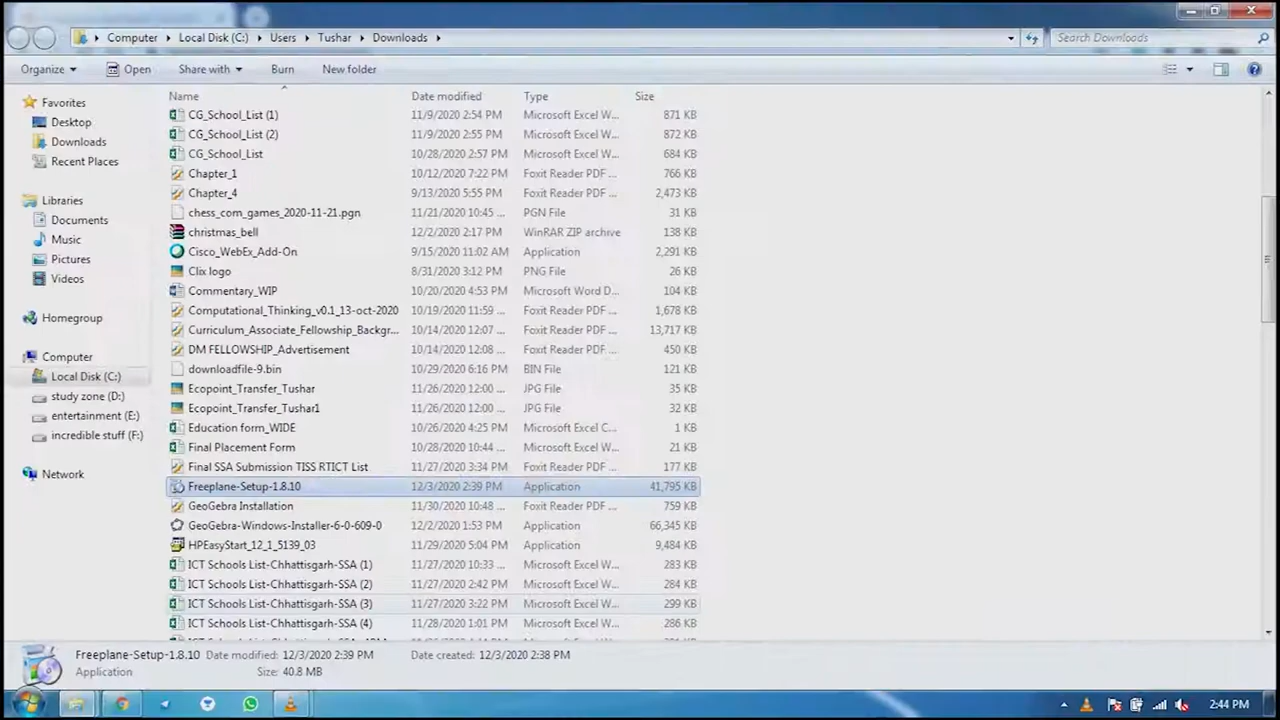 Computer Local Disk (C:) Users Tushar Downloads Search Downloads
Organize Open Share with Burn New folder
Name Date modified Type Size
Favorites
Desktop
Downloads
Recent Places
Libraries
Documents
Music
Pictures
Videos
Homegroup
Computer
Local Disk (C:)
study zone (D:)
entertainment (E:)
incredible stuff (F:)
Network
CG_School_List (1) 11/9/2020 2:54 PM Microsoft Excel W... 871 KB
CG_School_List (2) 11/9/2020 2:55 PM Microsoft Excel W... 872 KB
CG_School_List 10/28/2020 2:57 PM Microsoft Excel W... 684 KB
Chapter_1 10/12/2020 7:22 PM Foxit Reader PDF ... 766 KB
Chapter_4 9/13/2020 5:55 PM Foxit Reader PDF ... 2,473 KB
chess_com_games_2020-11-21.pgn 11/21/2020 10:45 ... PGN File 31 KB
christmas_bell 12/2/2020 2:17 PM WinRAR ZIP archive 138 KB
Cisco_WebEx_Add-On 9/15/2020 11:02 AM Application 2,291 KB
Clix logo 8/31/2020 3:12 PM PNG File 26 KB
Commentary_WIP 10/20/2020 4:53 PM Microsoft Word D... 104 KB
Computational_Thinking_v0.1_13-oct-2020 10/19/2020 11:59 ... Foxit Reader PDF ... 1,678 KB
Curriculum_Associate_Fellowship_Backgr... 10/14/2020 12:07 ... Foxit Reader PDF ... 13,717 KB
DM FELLOWSHIP_Advertisement 10/14/2020 12:08 ... Foxit Reader PDF ... 450 KB
downloadfile-9.bin 10/29/2020 6:16 PM BIN File 121 KB
Ecopoint_Transfer_Tushar 11/26/2020 12:00 ... JPG File 35 KB
Ecopoint_Transfer_Tushar1 11/26/2020 12:00 ... JPG File 32 KB
Education form_WIDE 10/26/2020 4:25 PM Microsoft Excel C... 1 KB
Final Placement Form 10/28/2020 10:44 ... Microsoft Excel W... 21 KB
Final SSA Submission TISS RTICT List 11/27/2020 3:34 PM Foxit Reader PDF ... 177 KB
Freeplane-Setup-1.8.10 12/3/2020 2:39 PM Application 41,795 KB
GeoGebra Installation 11/30/2020 10:48 ... Foxit Reader PDF ... 759 KB
GeoGebra-Windows-Installer-6-0-609-0 12/2/2020 1:53 PM Application 66,345 KB
HPEasyStart_12_1_5139_03 11/29/2020 5:04 PM Application 9,484 KB
ICT Schools List-Chhattisgarh-SSA (1) 11/27/2020 10:33 ... Microsoft Excel W... 283 KB
ICT Schools List-Chhattisgarh-SSA (2) 11/27/2020 2:42 PM Microsoft Excel W... 284 KB
ICT Schools List-Chhattisgarh-SSA (3) 11/27/2020 3:22 PM Microsoft Excel W... 299 KB
ICT Schools List-Chhattisgarh-SSA (4) 11/28/2020 1:01 PM Microsoft Excel W... 286 KB
Freeplane-Setup-1.8.10 Date modified: 12/3/2020 2:39 PM Date created: 12/3/2020 2:38 PM
Application Size: 40.8 MB
2:44 PM